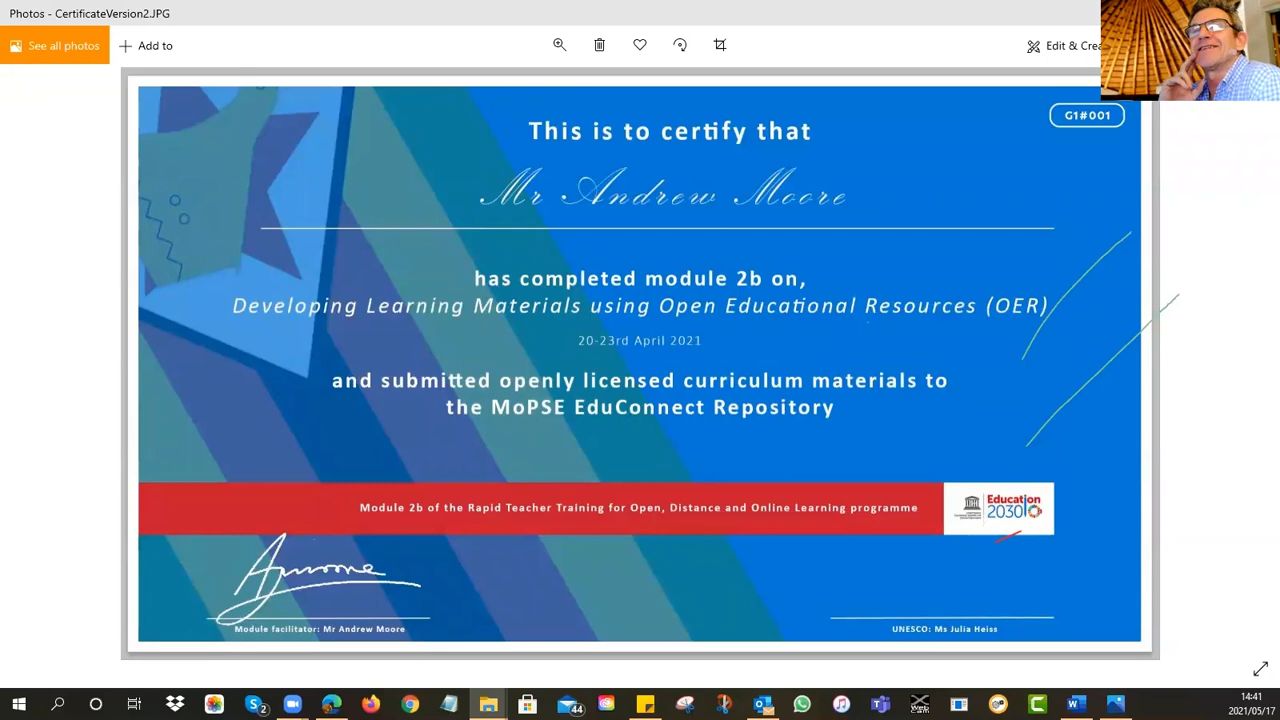 Photos - CertificateVersion2.JPG
See all photos
Add to
Edit & Crea
G1#001
This is to certify that
Mr Andrew Moore
has completed module 2b on,
Developing Learning Materials using Open Educational Resources (OER)
20-23rd April 2021
and submitted openly licensed curriculum materials to
the MoPSE EduConnect Repository
Module 2b of the Rapid Teacher Training for Open, Distance and Online Learning programme
Education
2030
Amoore
Module facilitator: Mr Andrew Moore
UNESCO: Ms Julia Heiss
2
44
14:41
2021/05/17